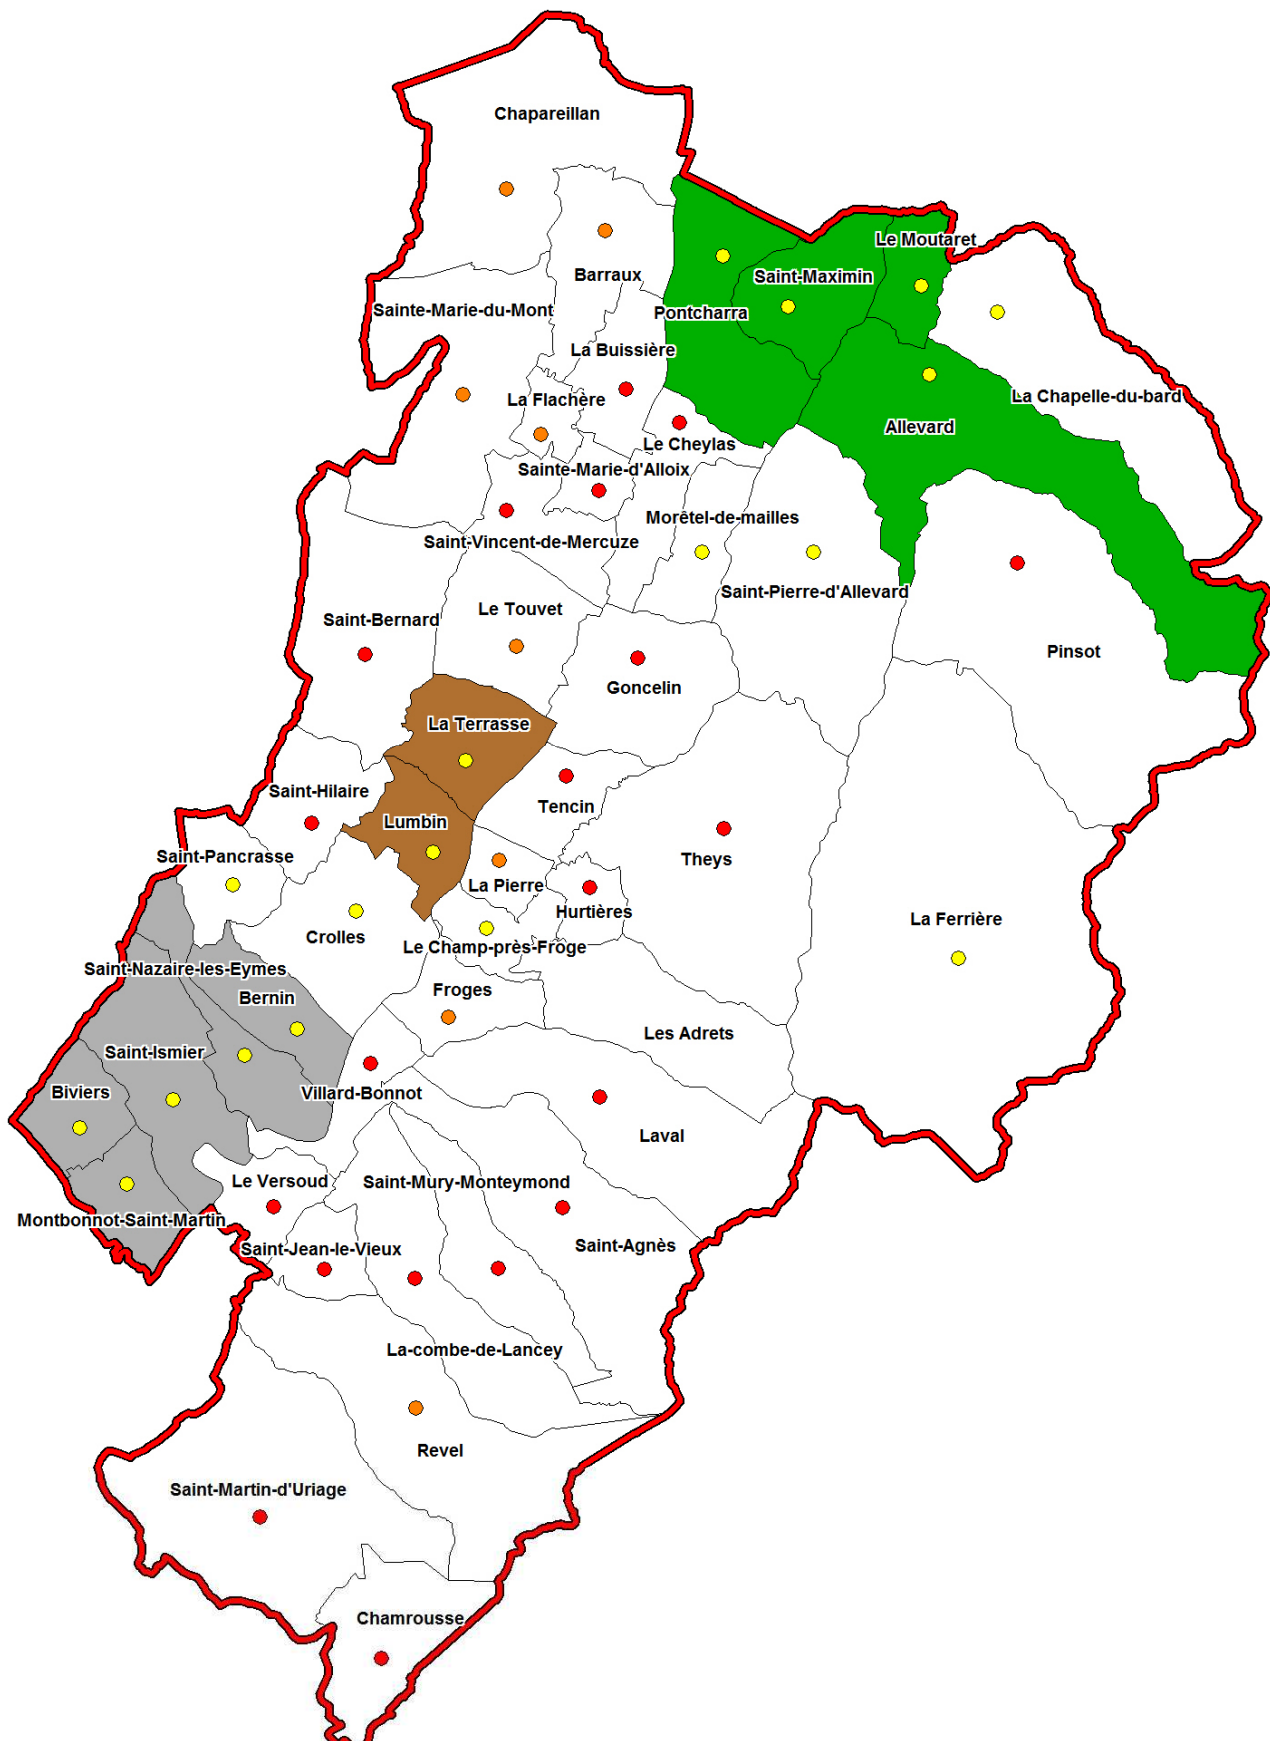 Chapareillan
Le Moutaret
Barraux
Saint-Maximin
Sainte-Marie-du-Mont
Pontcharra
La Buissière
La Chapelle-du-bard
La Flachère
Allevard
Le Cheylas
Sainte-Marie-d'Alloix
Morêtel-de-mailles
Saint-Vincent-de-Mercuze
Saint-Pierre-d'Allevard
Le Touvet
Saint-Bernard
Pinsot
Goncelin
La Terrasse
Saint-Hilaire
Tencin
Lumbin
Saint-Pancrasse
Theys
La Pierre
Hurtières
La Ferrière
Crolles
Le Champ-près-Froge
Saint-Nazaire-les-Eymes
Froges
Bernin
Les Adrets
Saint-Ismier
Biviers
Villard-Bonnot
Laval
Le Versoud
Saint-Mury-Monteymond
Montbonnot-Saint-Martin
Saint-Agnès
Saint-Jean-le-Vieux
La-combe-de-Lancey
Revel
Saint-Martin-d'Uriage
Chamrousse